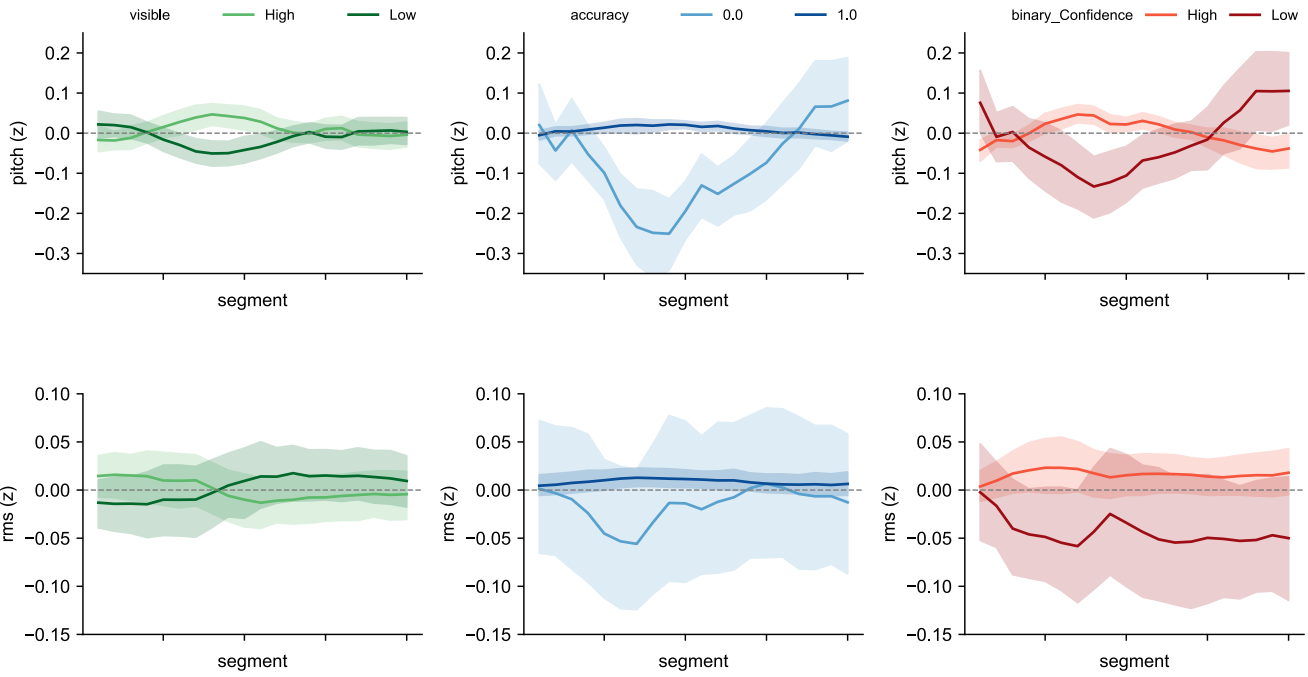 visible High Low
accuracy 0.0 1.0
binary_Confidence High Low
0.2
0.1
0.0
−0.1
−0.2
−0.3
pitch (z)
segment
0.2
0.1
0.0
−0.1
−0.2
−0.3
pitch (z)
segment
0.2
0.1
0.0
−0.1
−0.2
−0.3
pitch (z)
segment
0.10
0.05
0.00
−0.05
−0.10
−0.15
rms (z)
segment
0.10
0.05
0.00
−0.05
−0.10
−0.15
rms (z)
segment
0.10
0.05
0.00
−0.05
−0.10
−0.15
rms (z)
segment